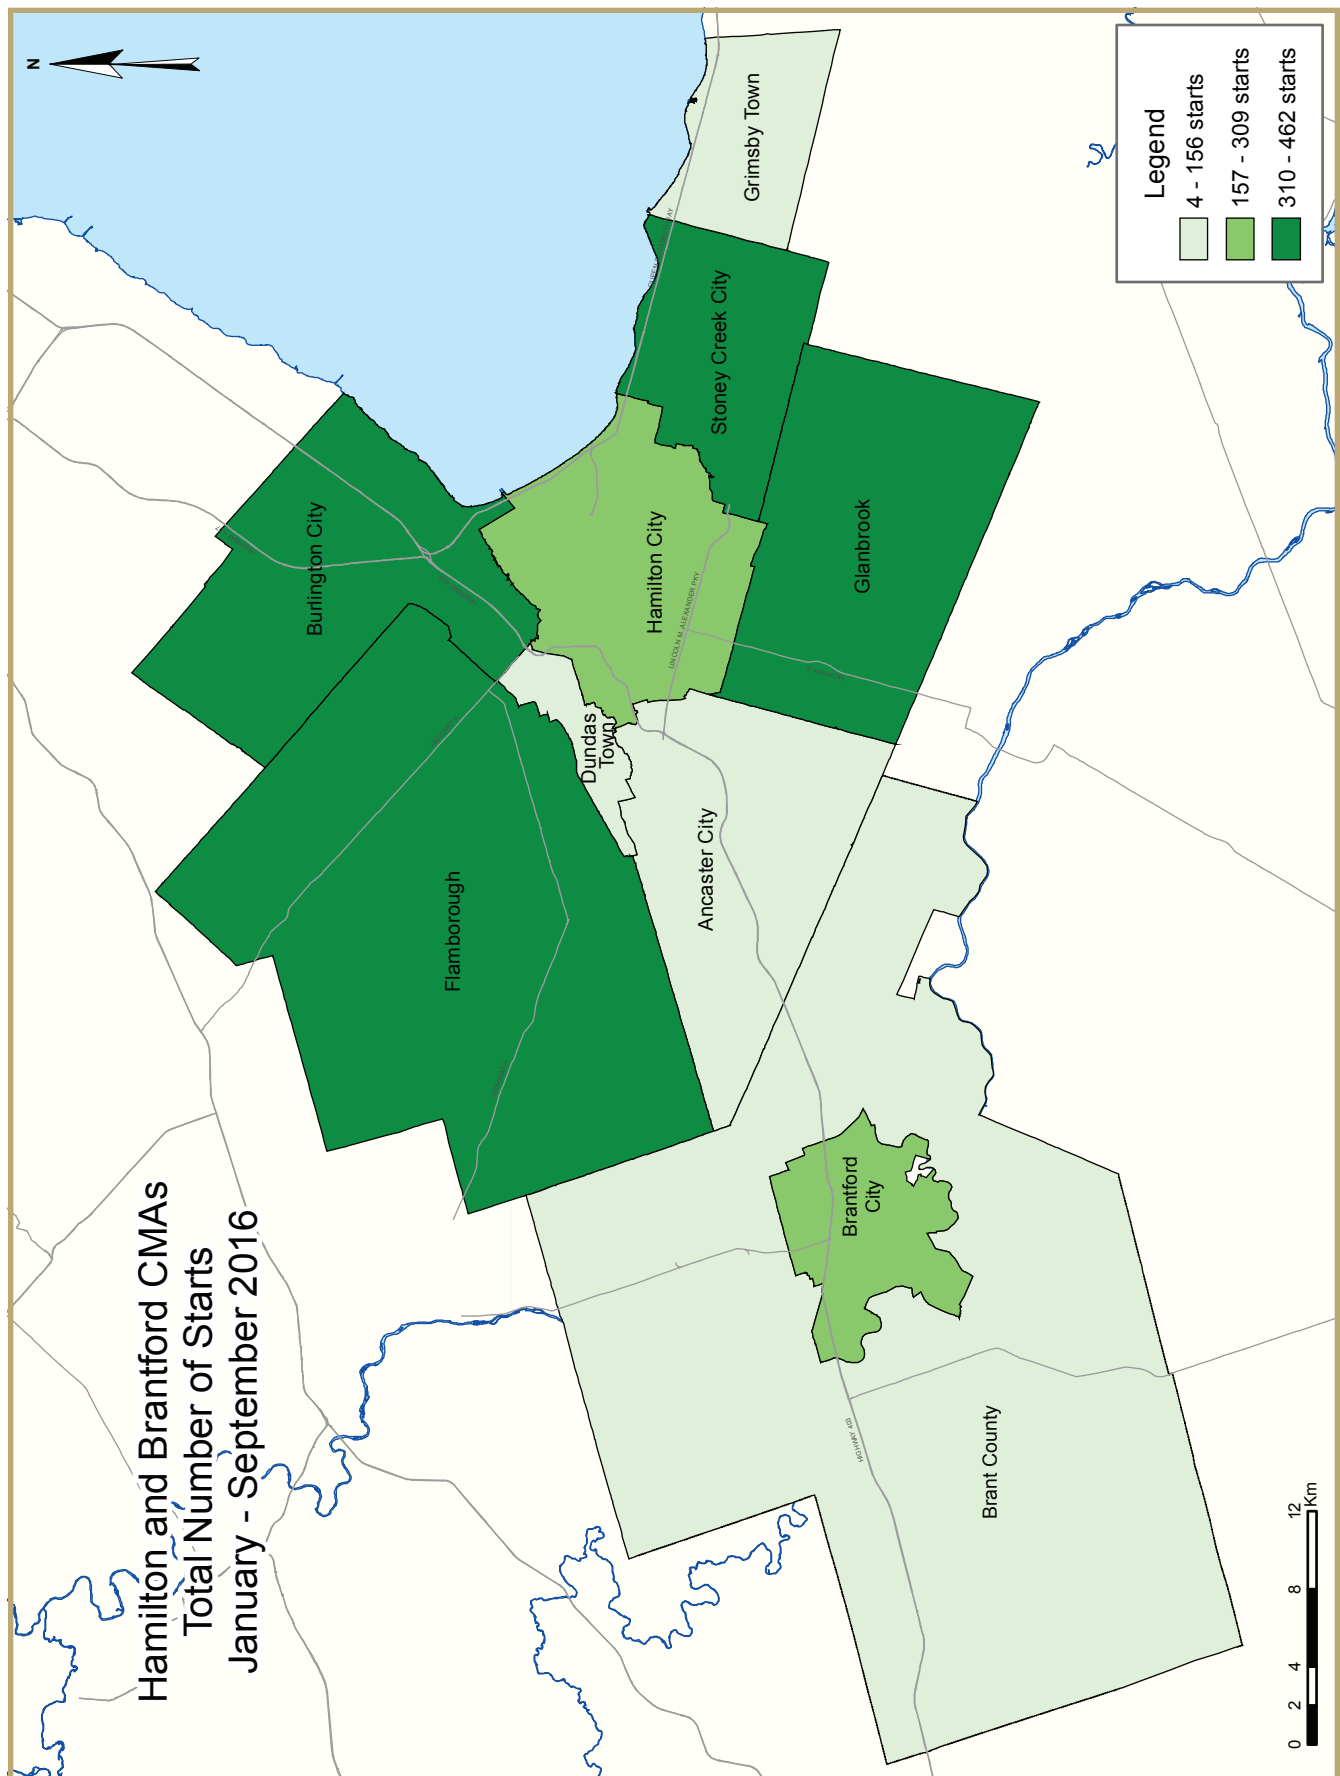 Hamilton and Brantford CMAs
Total Number of Starts
January - September 2016
N
Burlington City
Flamborough
Dundas
Town
Hamilton City
LINCOLN M. ALEXANDER PKY
Stoney Creek City
Grimsby Town
Glanbrook
Ancaster City
Brantford
City
HIGHWAY 403
Brant County
0 2 4 8 12
Km
Legend
4 - 156 starts
157 - 309 starts
310 - 462 starts